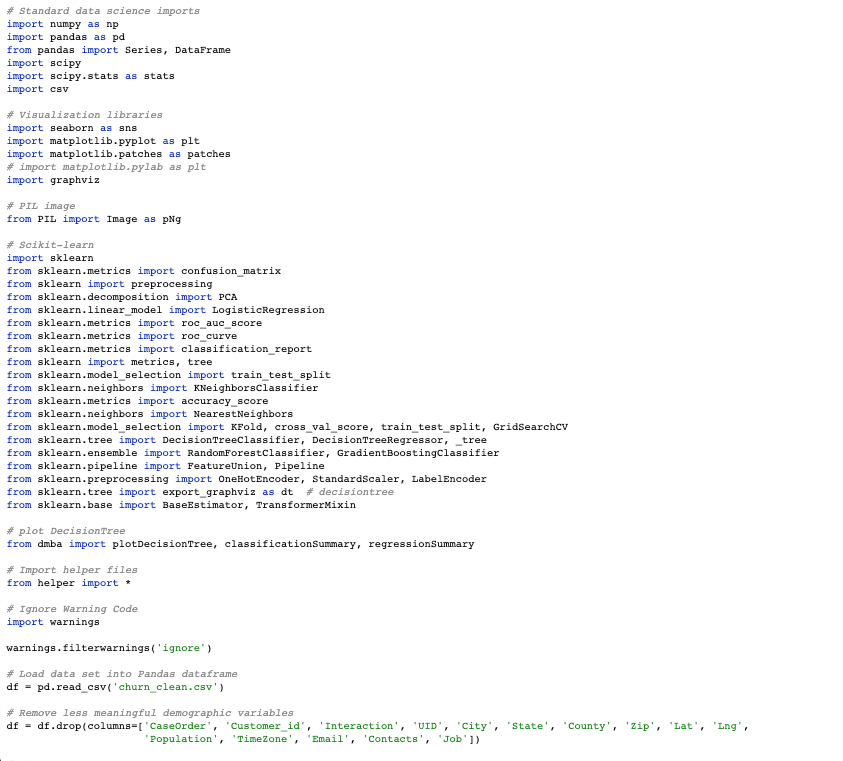 # Standard data science imports
import numpy as np
import pandas as pd
from pandas import Series, DataFrame
import scipy
import scipy.stats as stats
import csv
# Visualization libraries
import seaborn as sns
import matplotlib.pyplot as plt
import matplotlib.patches as patches
# import matplotlib.pylab as plt
import graphviz
# PIL image
from PIL import Image as pNg
# Scikit-learn
import sklearn
from sklearn.metrics import confusion_matrix
from sklearn import preprocessing
from sklearn.decomposition import PCA
from sklearn.linear_model import LogisticRegression
from sklearn.metrics import roc_auc_score
from sklearn.metrics import roc_curve
from sklearn.metrics import classification_report
from sklearn import metrics, tree
from sklearn.model_selection import train_test_split
from sklearn.neighbors import KNeighborsClassifier
from sklearn.metrics import accuracy_score
from sklearn.neighbors import NearestNeighbors
from sklearn.model_selection import KFold, cross_val_score, train_test_split, GridSearchCV
from sklearn.tree import DecisionTreeClassifier, DecisionTreeRegressor, _tree
from sklearn.ensemble import RandomForestClassifier, GradientBoostingClassifier
from sklearn.pipeline import FeatureUnion, Pipeline
from sklearn.preprocessing import OneHotEncoder, StandardScaler, LabelEncoder
from sklearn.tree import export_graphviz as dt  # decisiontree
from sklearn.base import BaseEstimator, TransformerMixin
# plot DecisionTree
from dmba import plotDecisionTree, classificationSummary, regressionSummary
# Import helper files
from helper import *
# Ignore Warning Code
import warnings
warnings.filterwarnings('ignore')
# Load data set into Pandas dataframe
df = pd.read_csv('churn_clean.csv')
# Remove less meaningful demographic variables
df = df.drop(columns=['CaseOrder', 'Customer_id', 'Interaction', 'UID', 'City', 'State', 'County', 'Zip', 'Lat', 'Lng',
'Population', 'TimeZone', 'Email', 'Contacts', 'Job'])